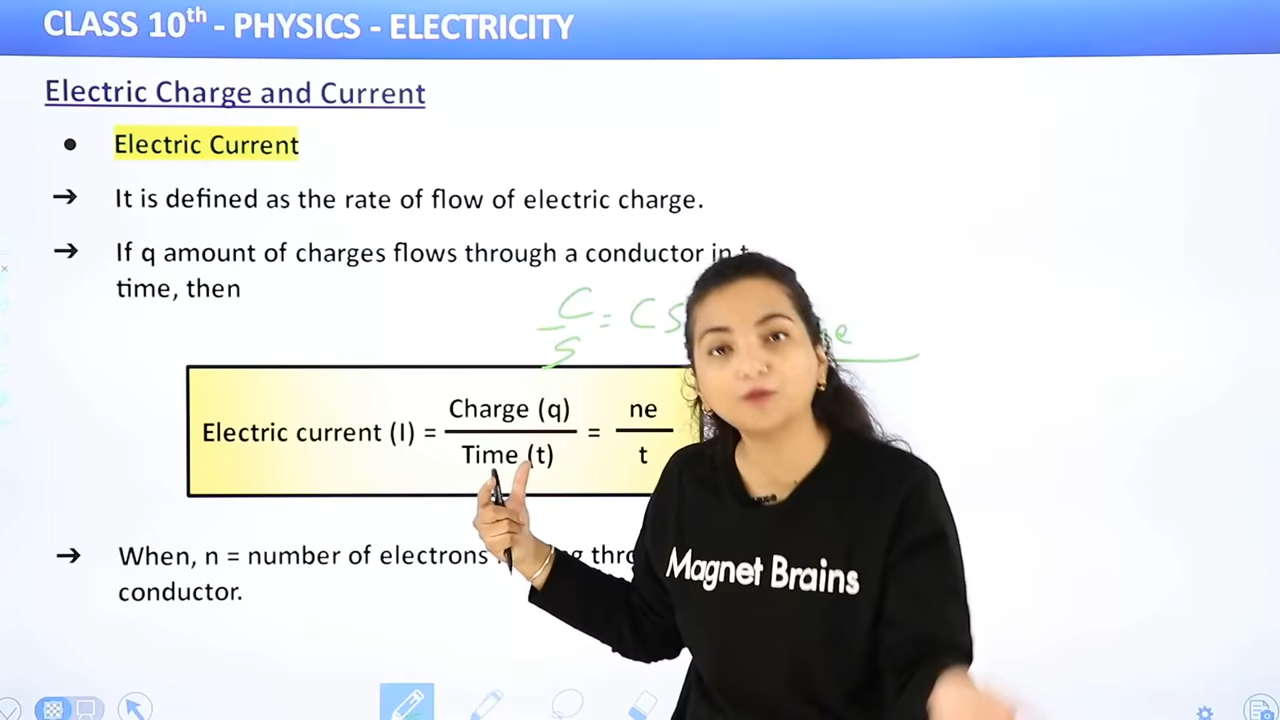 CLASS 10th - PHYSICS - ELECTRICITY
Electric Charge and Current
● Electric Current
→ It is defined as the rate of flow of electric charge.
→ If q amount of charges flows through a conductor in t
time, then
C/S = CS
e
Electric current (I) = Charge (q) / Time (t) = ne / t
→ When, n = number of electrons
conductor.
Magnet Brains